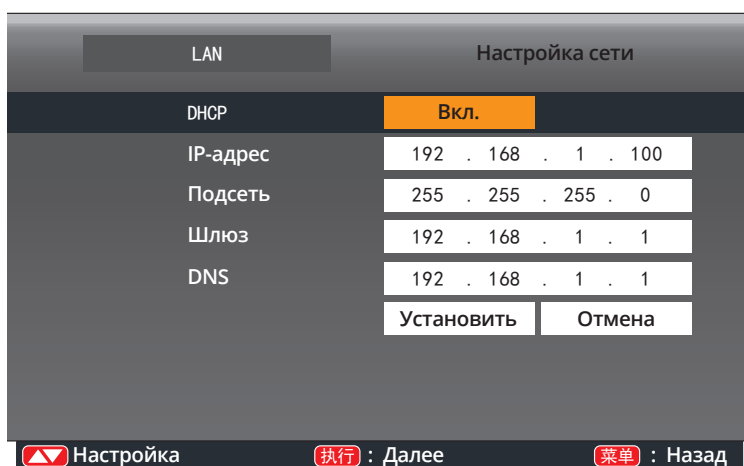 LAN Настройка сети
DHCP Вкл.
IP-адрес 192 . 168 . 1 . 100
Подсеть 255 . 255 . 255 . 0
Шлюз 192 . 168 . 1 . 1
DNS 192 . 168 . 1 . 1
Установить Отмена
Настройка 执行 : Далее 菜单 : Назад